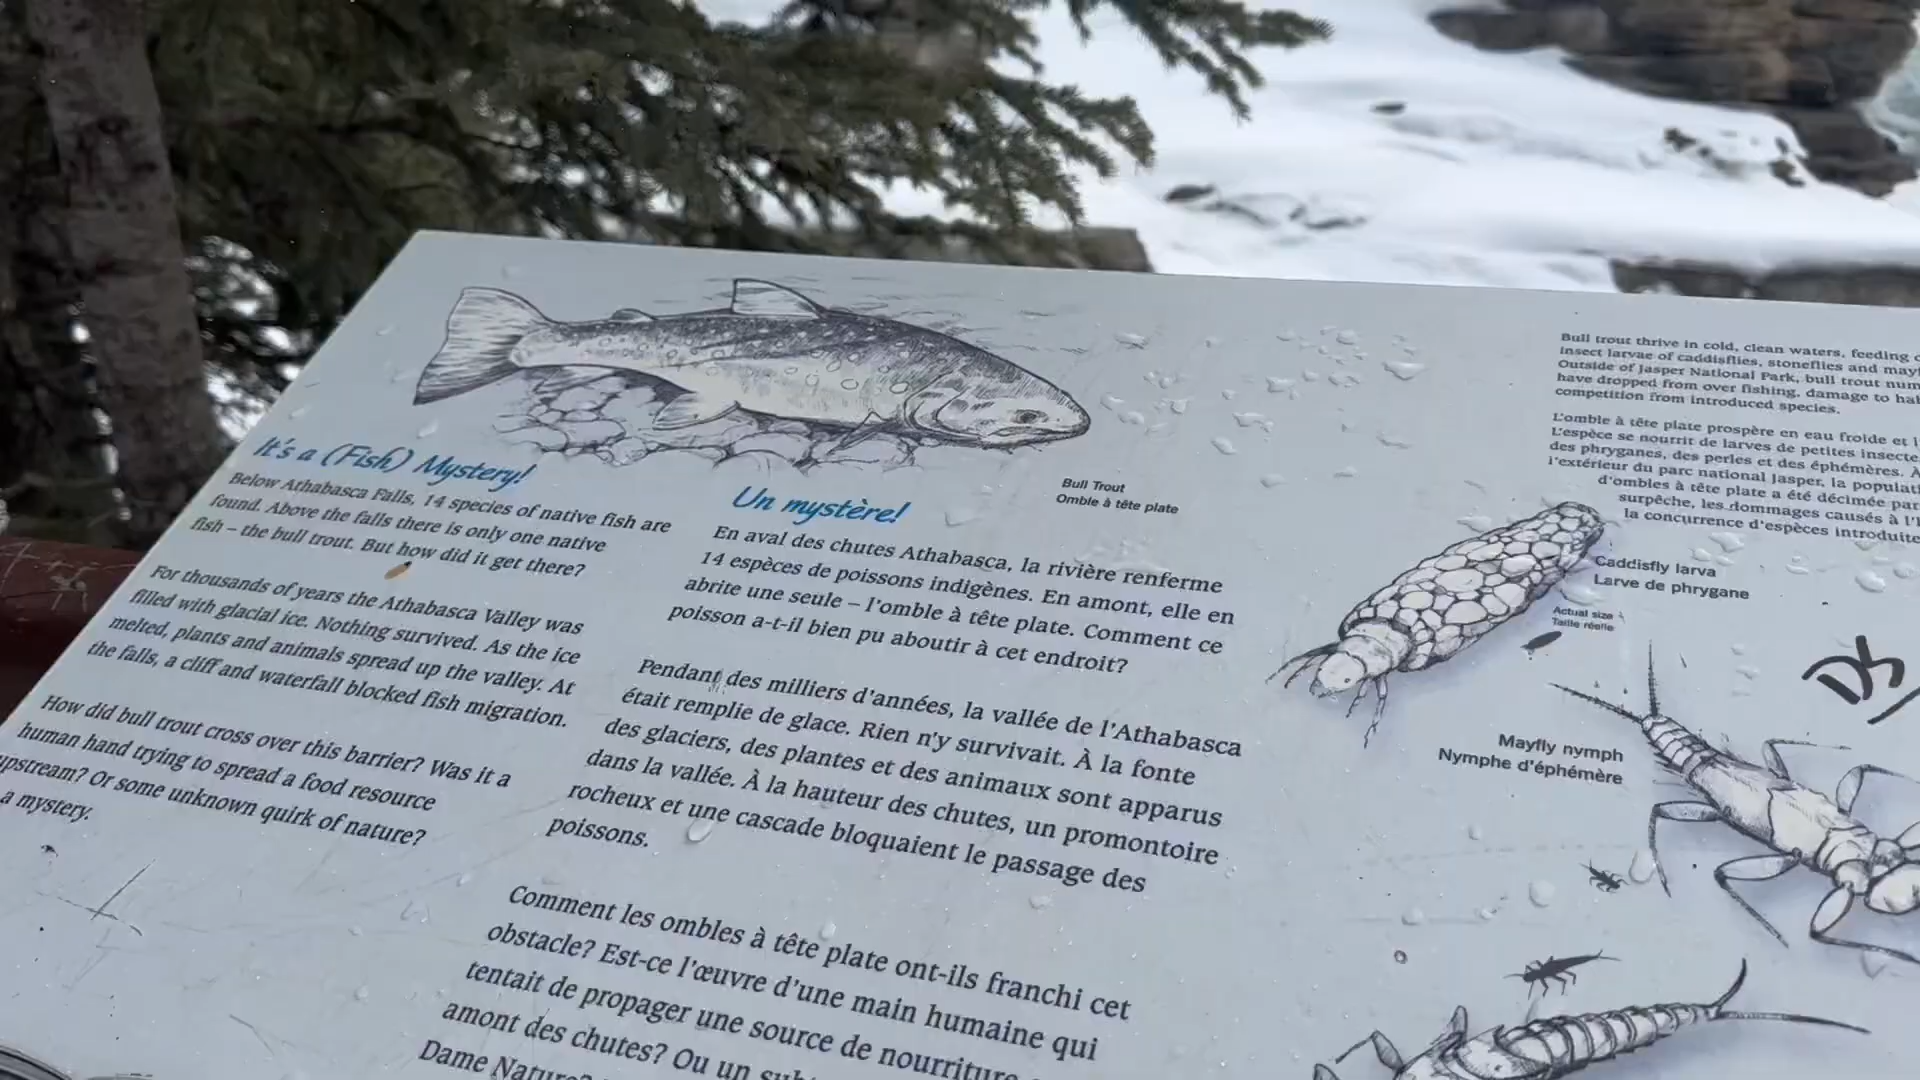 It's a (Fish) Mystery!
Below Athabasca Falls, 14 species of native fish are
found. Above the falls there is only one native
fish – the bull trout. But how did it get there?
For thousands of years the Athabasca Valley was
filled with glacial ice. Nothing survived. As the ice
melted, plants and animals spread up the valley. At
the falls, a cliff and waterfall blocked fish migration.
How did bull trout cross over this barrier? Was it a
human hand trying to spread a food resource
upstream? Or some unknown quirk of nature?
a mystery.
Un mystère!
En aval des chutes Athabasca, la rivière renferme
14 espèces de poissons indigènes. En amont, elle en
abrite une seule – l'omble à tête plate. Comment ce
poisson a-t-il bien pu aboutir à cet endroit?
Pendant des milliers d'années, la vallée de l'Athabasca
était remplie de glace. Rien n'y survivait. À la fonte
des glaciers, des plantes et des animaux sont apparus
dans la vallée. À la hauteur des chutes, un promontoire
rocheux et une cascade bloquaient le passage des
poissons.
Comment les ombles à tête plate ont-ils franchi cet
obstacle? Est-ce l'œuvre d'une main humaine qui
tentait de propager une source de nourriture
amont des chutes? Ou un
Dame Nature?
Bull Trout
Omble à tête plate
Bull trout thrive in cold, clean waters, feeding
insect larvae of caddisflies, stoneflies and
Outside of Jasper National Park, bull trout
have dropped from over fishing, damage to
competition from introduced species.
L'omble à tête plate prospère en eau froide et
L'espèce se nourrit de larves de petites
des phryganes, des perles et des éphémères. À
l'extérieur du parc national Jasper, la
d'ombles à tête plate a été décimée par
surpêche, les dommages causés à
la concurrence d'espèces
Caddisfly larva
Larve de phrygane
Actual size
Taille réelle
Mayfly nymph
Nymphe d'éphémère